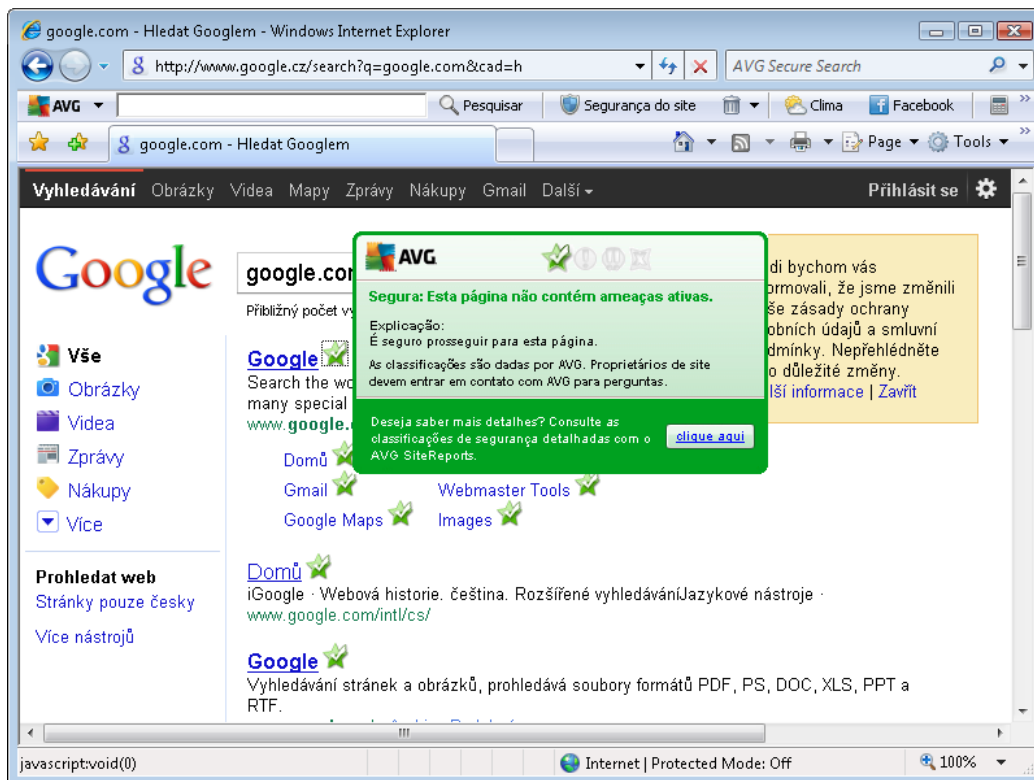 google.com - Hledat Googlem - Windows Internet Explorer
http://www.google.cz/search?q=google.com&cad=h
AVG Secure Search
AVG
Pesquisar
Segurança do site
Clima
Facebook
google.com - Hledat Googlem
Page
Tools
Vyhledávání Obrázky Videa Mapy Zprávy Nákupy Gmail Další
Přihlásit se
Google
google.co
Přibližný počet
Vše
Obrázky
Videa
Zprávy
Nákupy
Více
Prohledat web
Stránky pouze česky
Více nástrojů
AVG
Segura: Esta página não contém ameaças ativas.
Explicação:
É seguro prosseguir para esta página.
As classificações são dadas por AVG. Proprietários de site
devem entrar em contato com AVG para perguntas.
Deseja saber mais detalhes? Consulte as
classificações de segurança detalhadas com o
AVG SiteReports.
clique aqui
di bychom vás
ormovali, že jsme změnili
še zásady ochrany
obních údajů a smluvní
dmínky. Nepřehlédněte
o důležité změny.
lší informace | Zavřít
Google
Search the wo
many special
www.google.
Domů
Gmail
Webmaster Tools
Google Maps
Images
Domů
iGoogle · Webová historie. čeština. Rozšířené vyhledáváníJazykové nástroje ·
www.google.com/intl/cs/
Google
Vyhledávání stránek a obrázků, prohledává soubory formátů PDF, PS, DOC, XLS, PPT a
RTF.
javascript:void(0)
Internet | Protected Mode: Off
100%